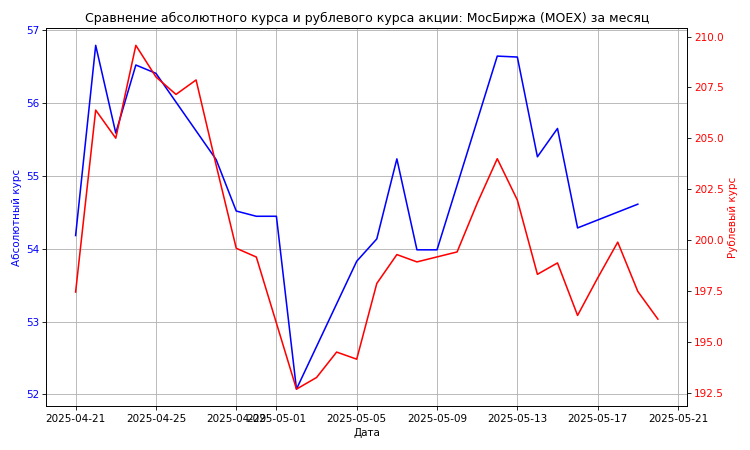 Сравнение абсолютного курса и рублевого курса акции: МосБиржа (MOEX) за месяц
57
56
55
54
53
52
Абсолютный курс
210.0
207.5
205.0
202.5
200.0
197.5
195.0
192.5
Рублевый курс
2025-04-21 2025-04-25 2025-04-29 2025-05-01 2025-05-05 2025-05-09 2025-05-13 2025-05-17 2025-05-21
Дата